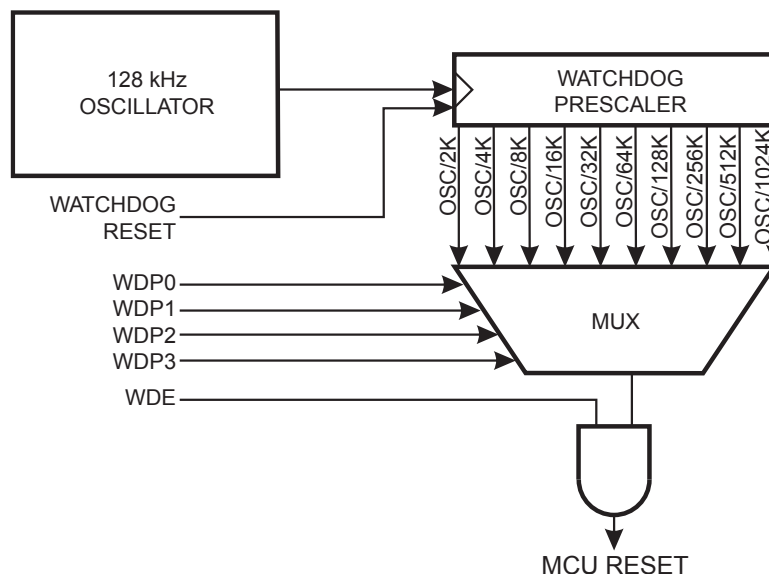 128 kHz
OSCILLATOR
WATCHDOG
PRESCALER
OSC/2K
OSC/4K
OSC/8K
OSC/16K
OSC/32K
OSC/64K
OSC/128K
OSC/256K
OSC/512K
OSC/1024K
WATCHDOG
RESET
WDP0
WDP1
WDP2
WDP3
MUX
WDE
MCU RESET